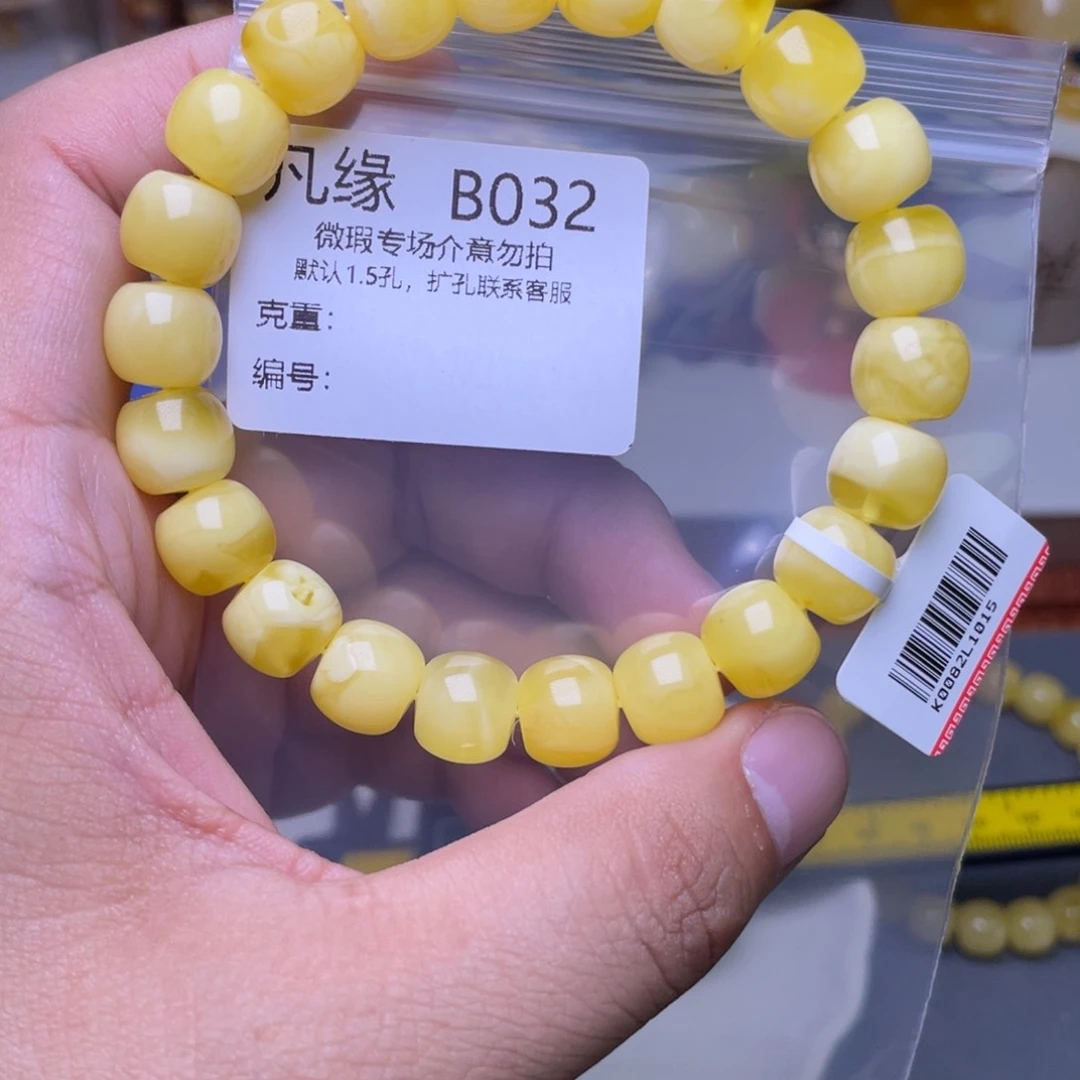 凡缘 B032
微瑕专场介意勿拍
默认1.5孔，扩孔联系客服
克重：
编号：
K0082L1015